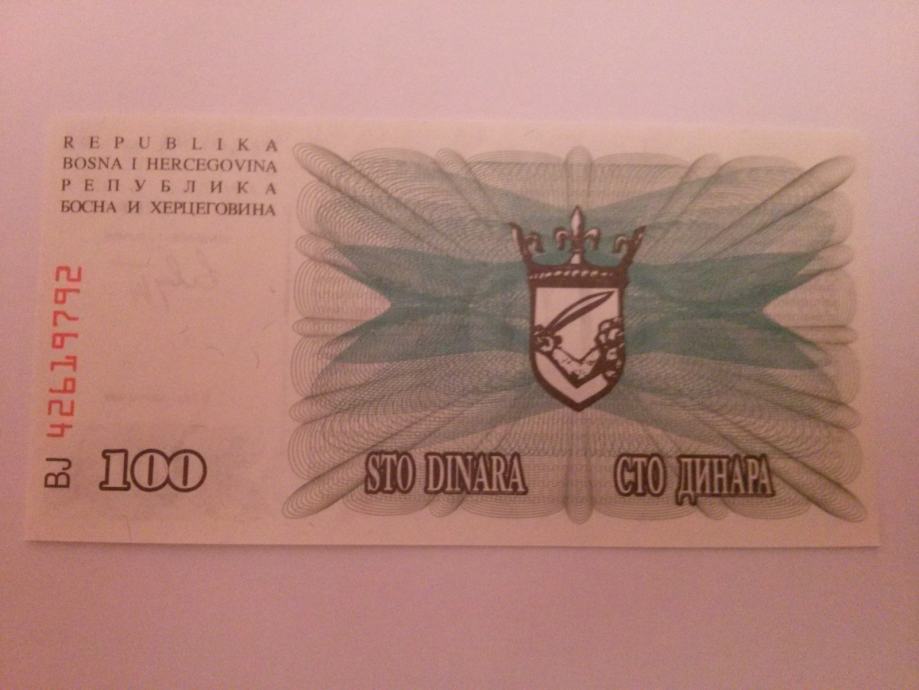 REPUBLIKA
BOSNA I HERCEGOVINA
РЕПУБЛИКА
БОСНА И ХЕРЦЕГОВИНА
BJ 42619792
100
STO DINARA
СТО ДИНАРА